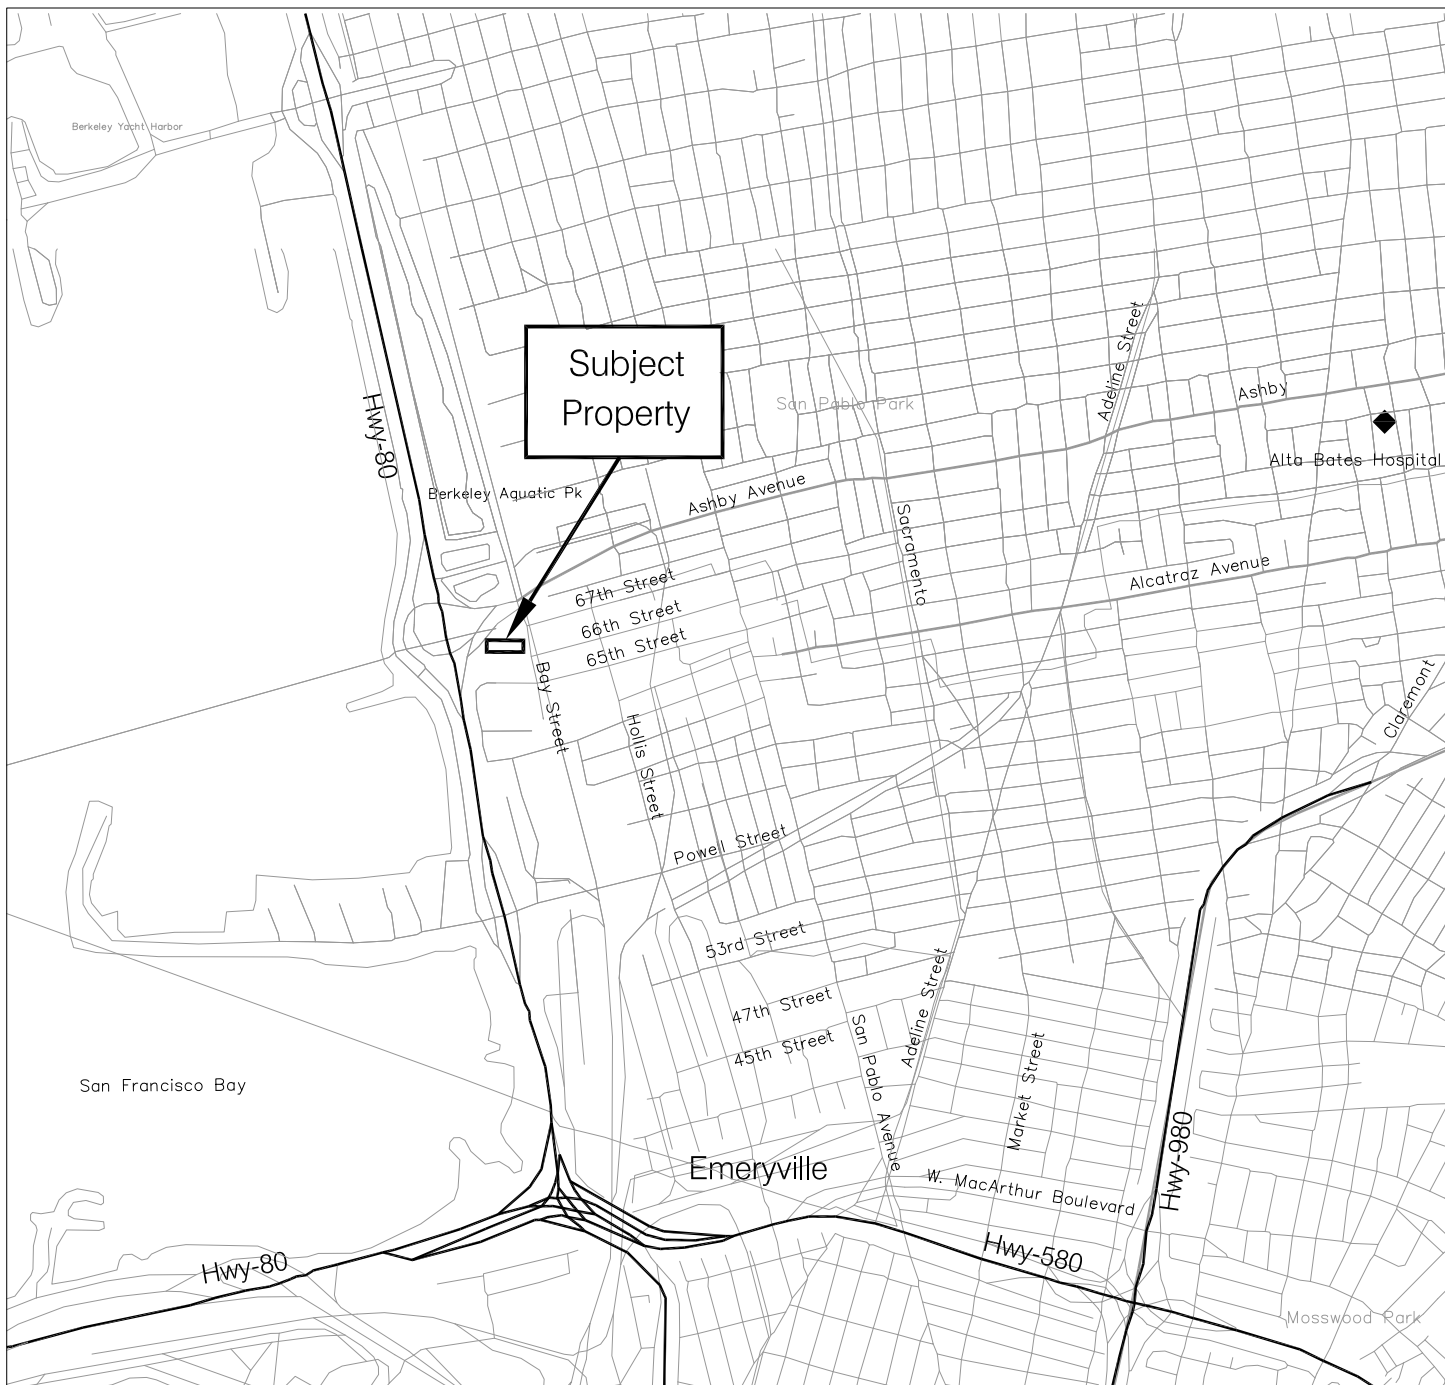 Berkeley Yacht Harbor
Adeline Street
Subject
Property
Hwy-80
San Pablo Park
Ashby
Alta Bates Hospital
Berkeley Aquatic Pk
Ashby Avenue
Sacramento
67th Street
Alcatraz Avenue
66th Street
65th Street
Bay Street
Claremont
Hollis Street
Powell Street
53rd Street
Adeline Street
47th Street
45th Street
San Pablo Avenue
Market Street
San Francisco Bay
Hwy-980
Emeryville
W. MacArthur Boulevard
Hwy-80
Hwy-580
Mosswood Park